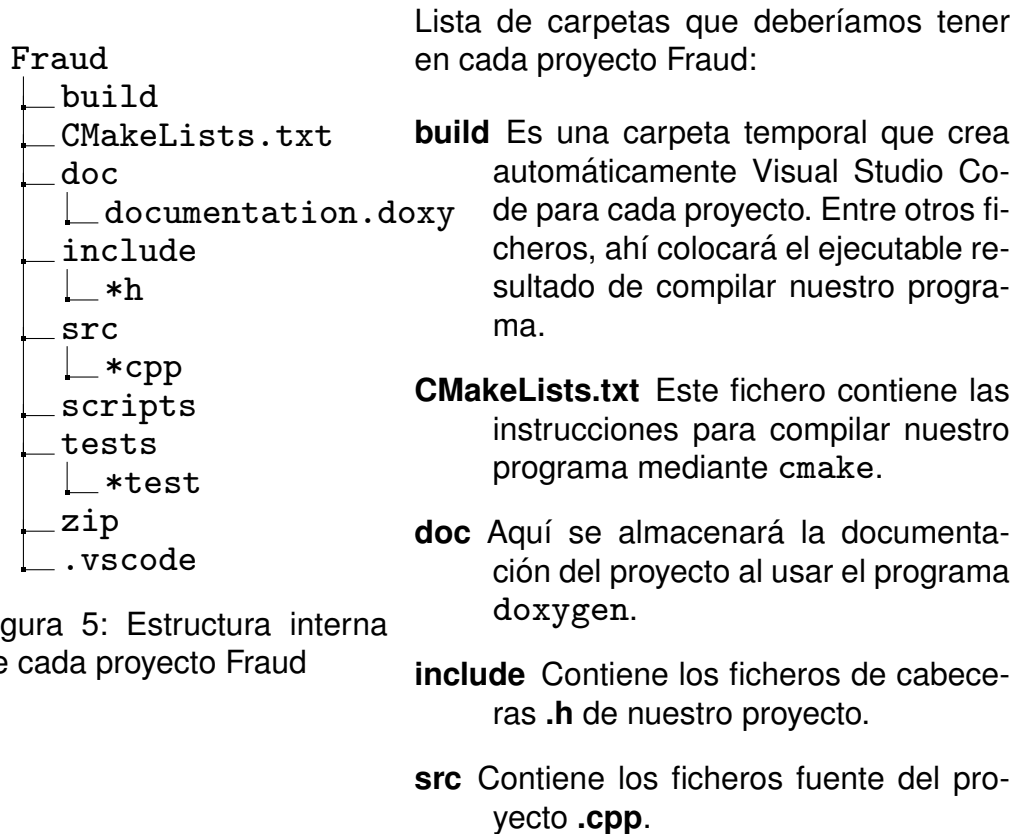 Fraud
build
CMakeLists.txt
doc
documentation.doxy
include
*h
src
*cpp
scripts
tests
*test
zip
.vscode
gura 5: Estructura interna
e cada proyecto Fraud
Lista de carpetas que deberíamos tener
en cada proyecto Fraud:
build Es una carpeta temporal que crea
automáticamente Visual Studio Co-
de para cada proyecto. Entre otros fi-
cheros, ahí colocará el ejecutable re-
sultado de compilar nuestro progra-
ma.
CMakeLists.txt Este fichero contiene las
instrucciones para compilar nuestro
programa mediante cmake.
doc Aquí se almacenará la documenta-
ción del proyecto al usar el programa
doxygen.
include Contiene los ficheros de cabece-
ras .h de nuestro proyecto.
src Contiene los ficheros fuente del pro-
yecto .cpp.